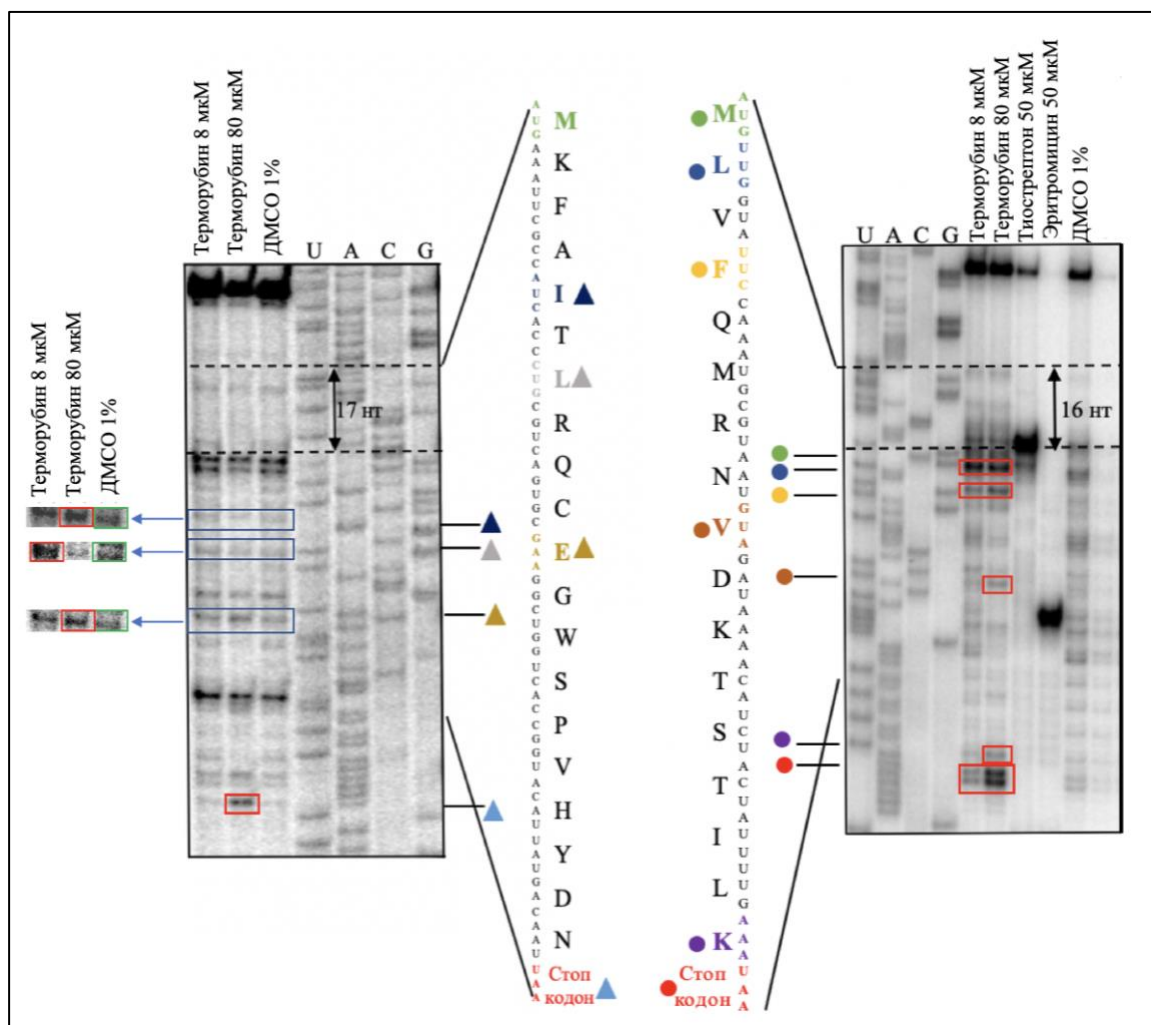 Терморубин 8 мкМ
Терморубин 80 мкМ
ДМСО 1%
U A C G
17 нт
Терморубин 8 мкМ
Терморубин 80 мкМ
ДМСО 1%
AUGAAAUUCGCCAUCACCCUGCGUCAGUGCGAAGGCUGGUCACCGGUACAUUAUGACAAUUAA
M
K
F
A
I
T
L
R
Q
C
E
G
W
S
P
V
H
Y
D
N
Стоп
кодон
M
L
V
F
Q
M
R
N
V
D
K
T
S
T
I
L
K
Стоп
кодон
AUGUUGGUAUUCCAAAUGCGUAAUGUAGAUAAAACAUCUACUAUUUUGAAAUAA
U A C G
Терморубин 8 мкМ
Терморубин 80 мкМ
Тиострептон 50 мкМ
Эритромицин 50 мкМ
ДМСО 1%
16 нт